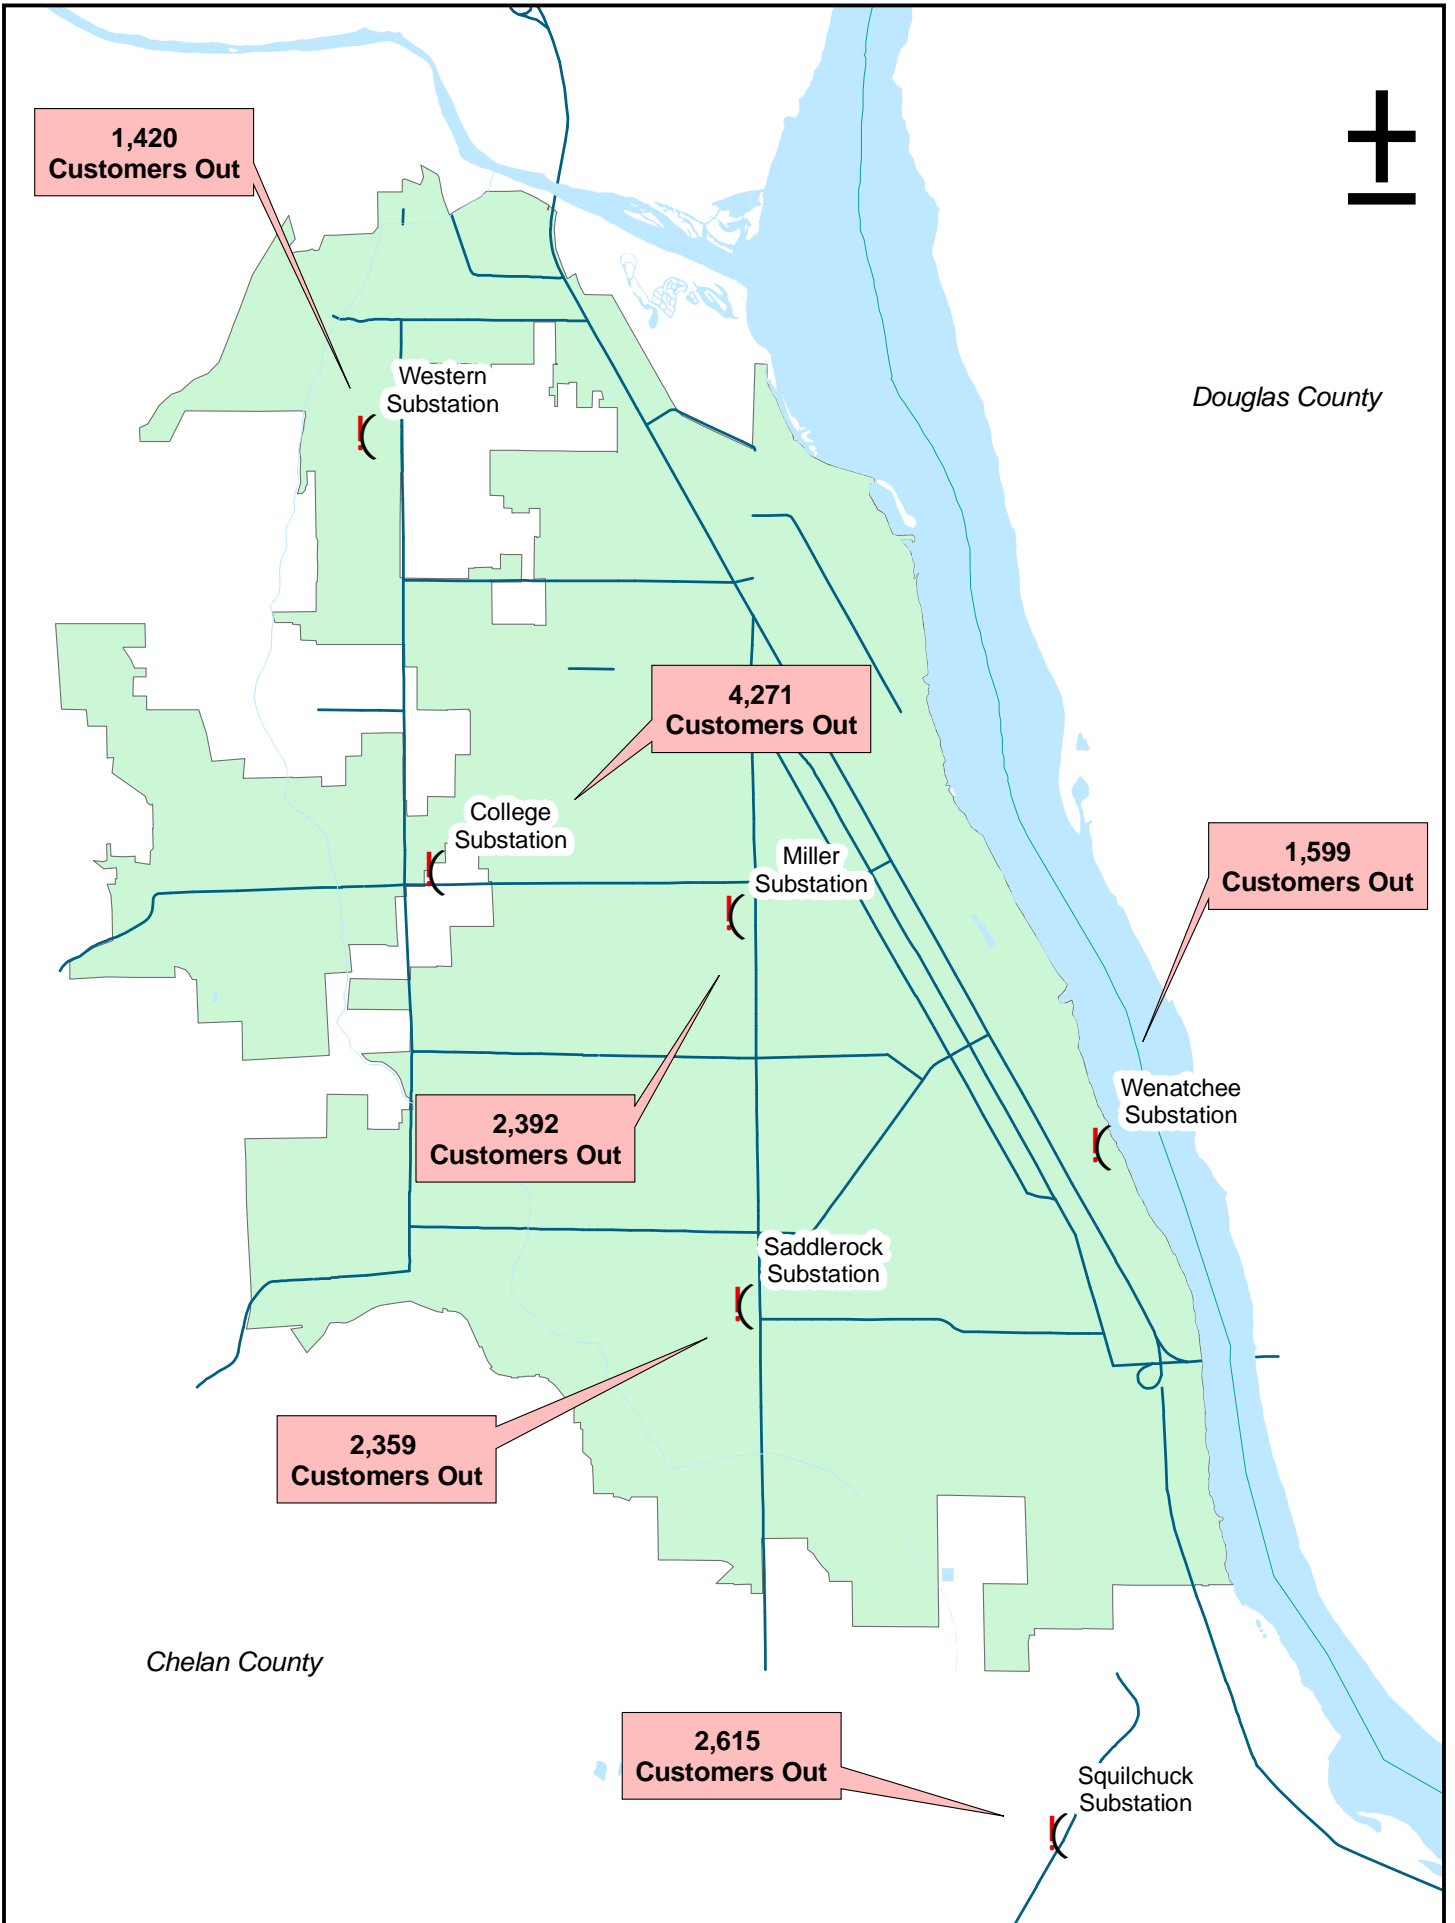 1,420
Customers Out
Western
Substation
Douglas County
4,271
Customers Out
College
Substation
Miller
Substation
1,599
Customers Out
2,392
Customers Out
Wenatchee
Substation
Saddlerock
Substation
2,359
Customers Out
Chelan County
2,615
Customers Out
Squilchuck
Substation